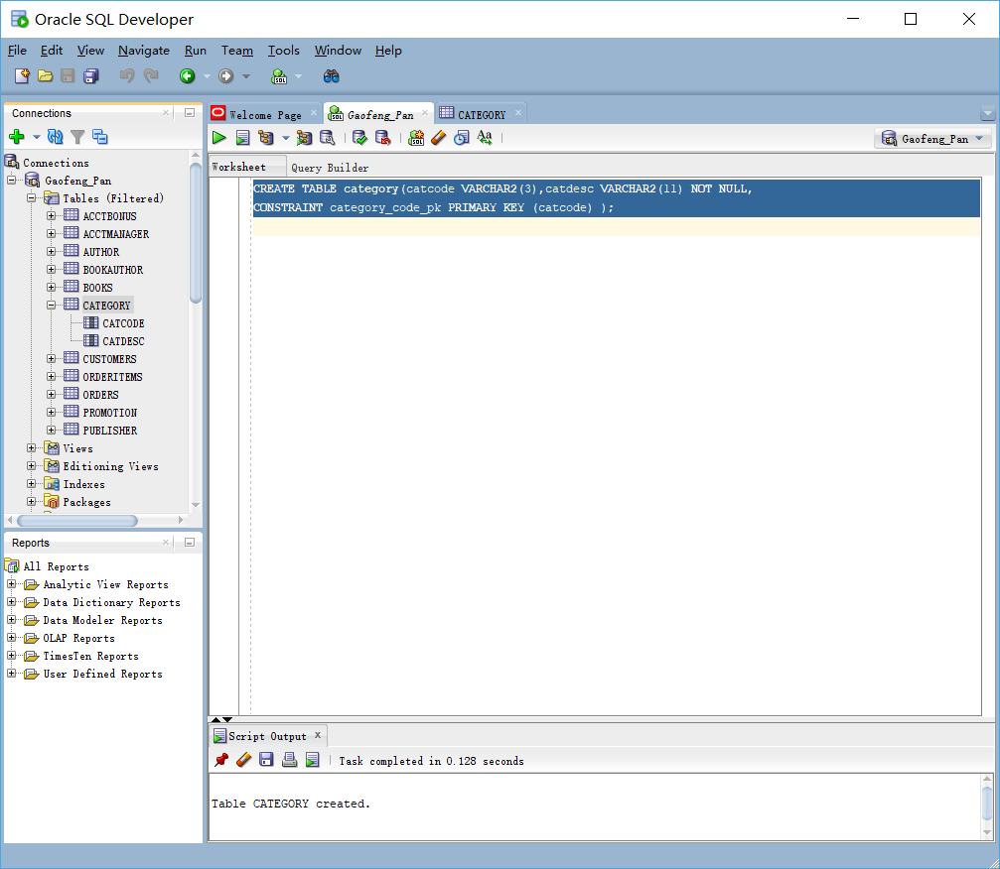 Oracle SQL Developer
File Edit View Navigate Run Team Tools Window Help
Connections
Connections
Gaofeng_Pan
Tables (Filtered)
ACCTBONUS
ACCTMANAGER
AUTHOR
BOOKAUTHOR
BOOKS
CATEGORY
CATCODE
CATDESC
CUSTOMERS
ORDERITEMS
ORDERS
PROMOTION
PUBLISHER
Views
Editioning Views
Indexes
Packages
Reports
All Reports
Analytic View Reports
Data Dictionary Reports
Data Modeler Reports
OLAP Reports
TimesTen Reports
User Defined Reports
Welcome Page Gaofeng_Pan CATEGORY
Gaofeng_Pan
Worksheet Query Builder
CREATE TABLE category(catcode VARCHAR2(3),catdesc VARCHAR2(11) NOT NULL,
CONSTRAINT category_code_pk PRIMARY KEY (catcode) );
Script Output
Task completed in 0.128 seconds
Table CATEGORY created.